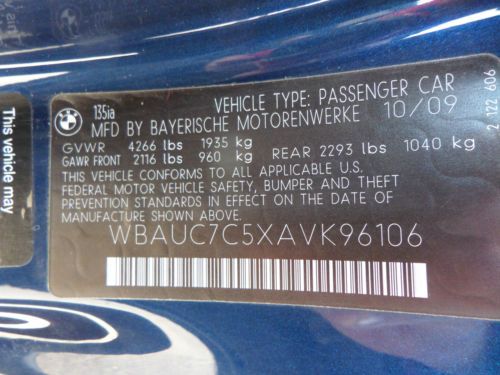 BMW
135ia
VEHICLE TYPE: PASSENGER CAR
MFD BY BAYERISCHE MOTORENWERKE 10/09
GVWR 4266 lbs 1935 kg
GAWR FRONT 2116 lbs 960 kg REAR 2293 lbs 1040 kg
THIS VEHICLE CONFORMS TO ALL APPLICABLE U.S.
FEDERAL MOTOR VEHICLE SAFETY, BUMPER AND THEFT
PREVENTION STANDARDS IN EFFECT ON THE DATE OF
MANUFACTURE SHOWN ABOVE.
WBAUC7C5XAVK96106
2 122 606
This vehicle may